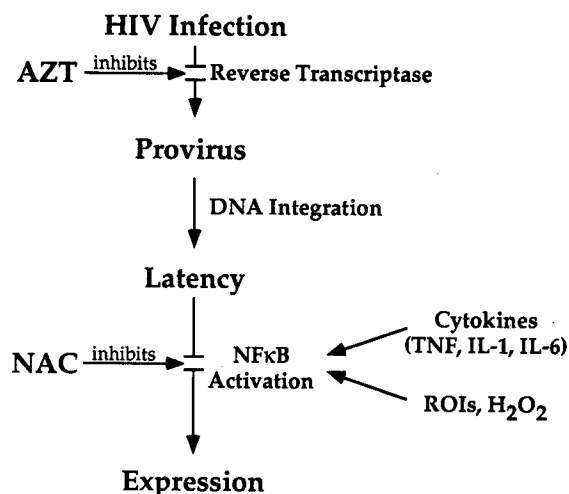 HIV Infection
AZT inhibits Reverse Transcriptase
Provirus
DNA Integration
Latency
Cytokines
(TNF, IL-1, IL-6)
NAC inhibits NFκB
Activation
ROIs, H₂O₂
Expression